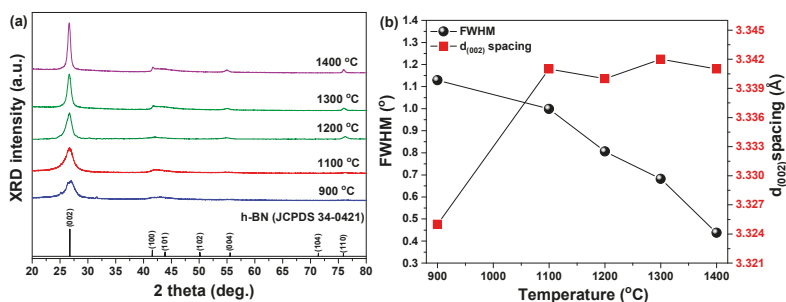 (a)
XRD intensity (a.u.)
1400 °C
1300 °C
1200 °C
1100 °C
900 °C
h-BN (JCPDS 34-0421)
(002)
(100)
(101)
(102)
(004)
(104)
(110)
20 25 30 35 40 45 50 55 60 65 70 75 80
2 theta (deg.)
(b)
FWHM
d(002) spacing
FWHM (°)
1.4
1.3
1.2
1.1
1.0
0.9
0.8
0.7
0.6
0.5
0.4
0.3
3.345
3.342
3.339
3.336
3.333
3.330
3.327
3.324
3.321
d(002) spacing (Å)
900 1000 1100 1200 1300 1400
Temperature (°C)